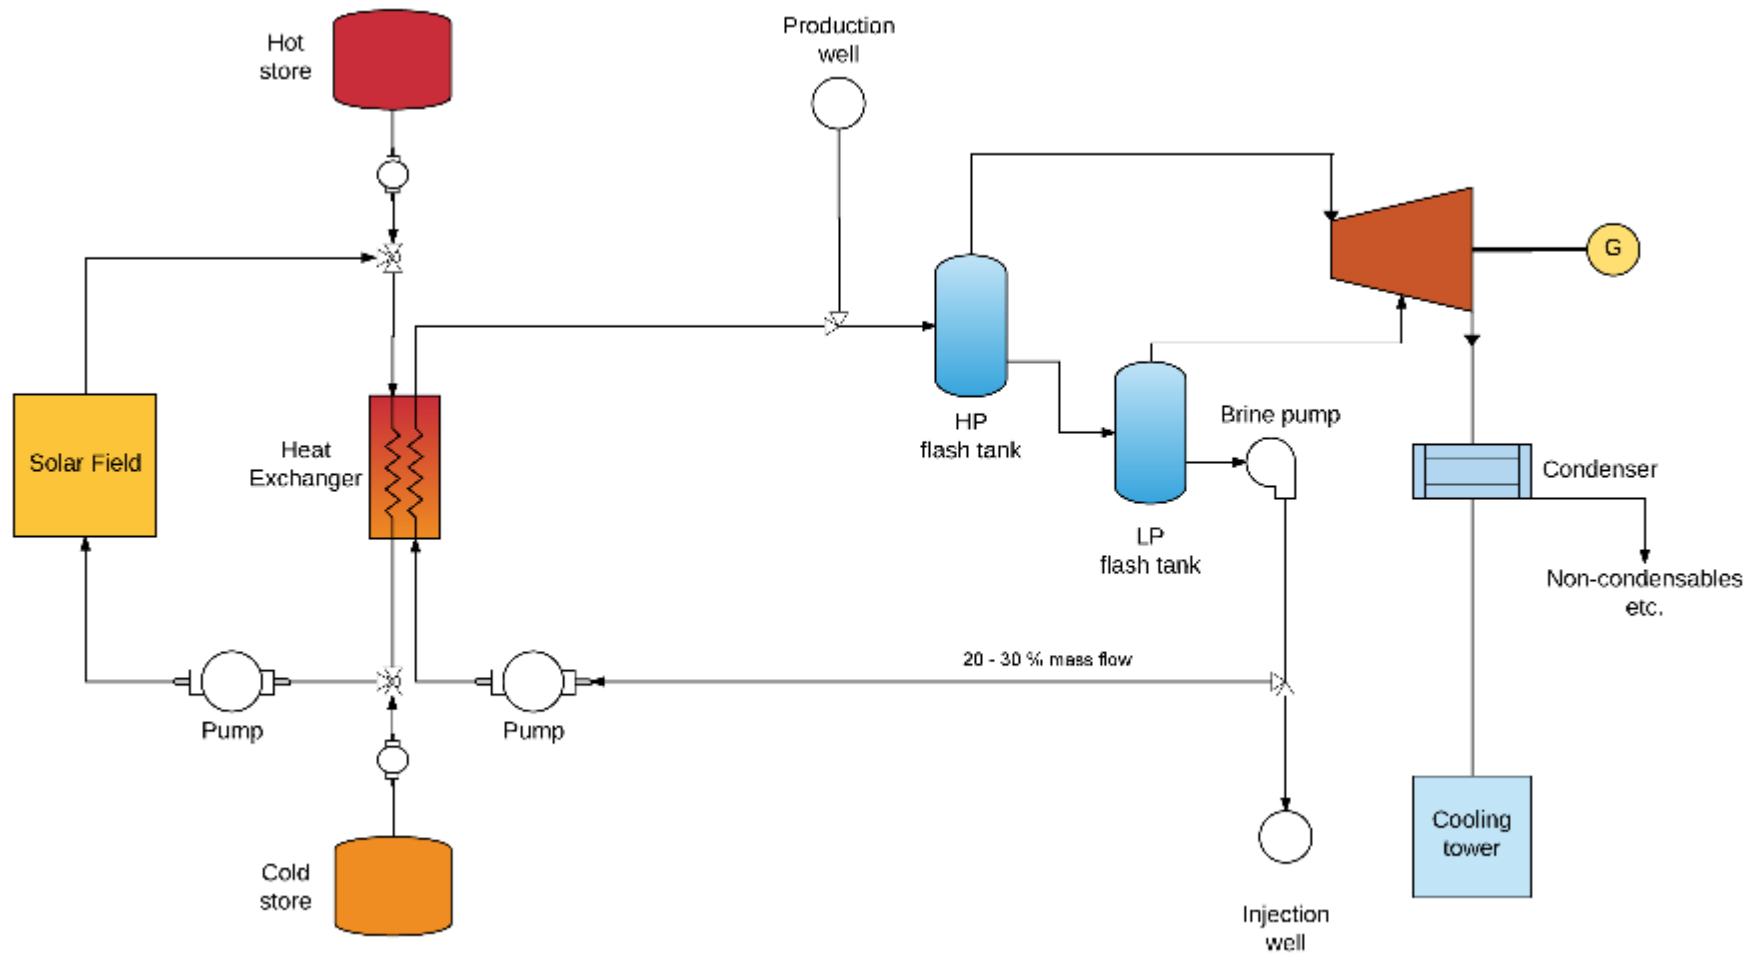 Hot
store
Production
well
G
Solar Field
Heat
Exchanger
HP
flash tank
Brine pump
LP
flash tank
Condenser
Non-condensables
etc.
20 - 30 % mass flow
Pump
Pump
Cold
store
Cooling
tower
Injection
well